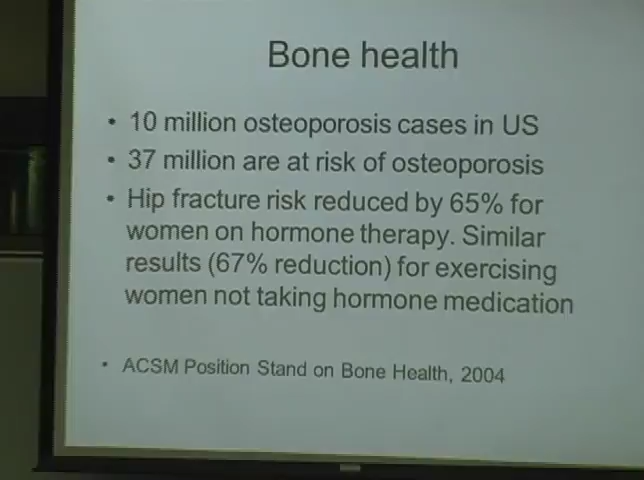 Bone health
• 10 million osteoporosis cases in US
• 37 million are at risk of osteoporosis
• Hip fracture risk reduced by 65% for
women on hormone therapy. Similar
results (67% reduction) for exercising
women not taking hormone medication
• ACSM Position Stand on Bone Health, 2004